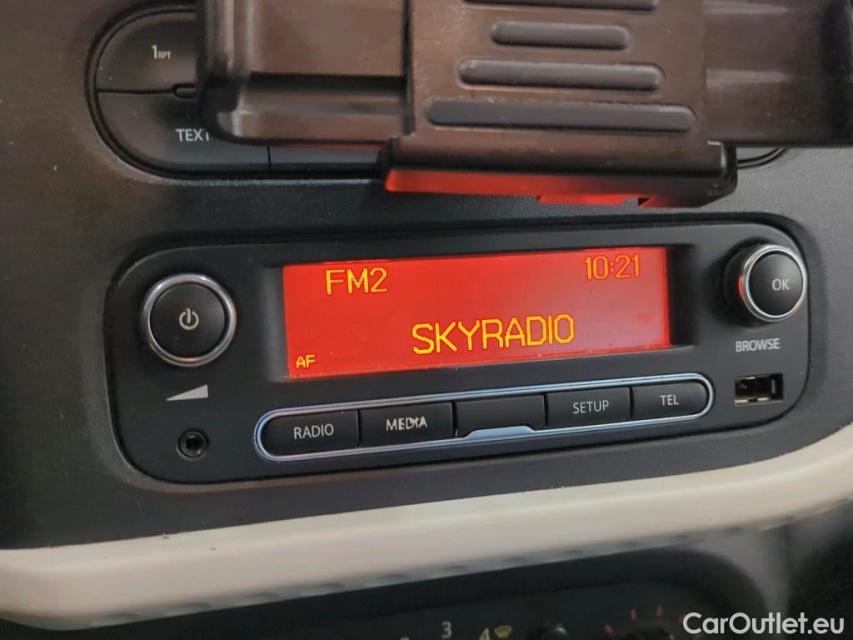 1RPT
TEXT
FM2 10:21
SKYRADIO
AF
OK
BROWSE
RADIO MEDIA SETUP TEL
3 4
CarOutlet.eu